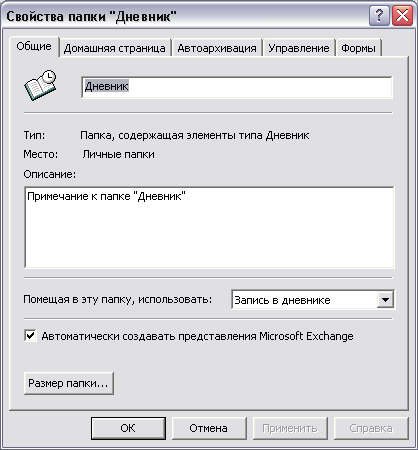 Свойства папки "Дневник"
Общие Домашняя страница Автоархивация Управление Формы
Дневник
Тип: Папка, содержащая элементы типа Дневник
Место: Личные папки
Описание:
Примечание к папке "Дневник"
Помещая в эту папку, использовать: Запись в дневнике
Автоматически создавать представления Microsoft Exchange
Размер папки...
ОК Отмена Применить Справка